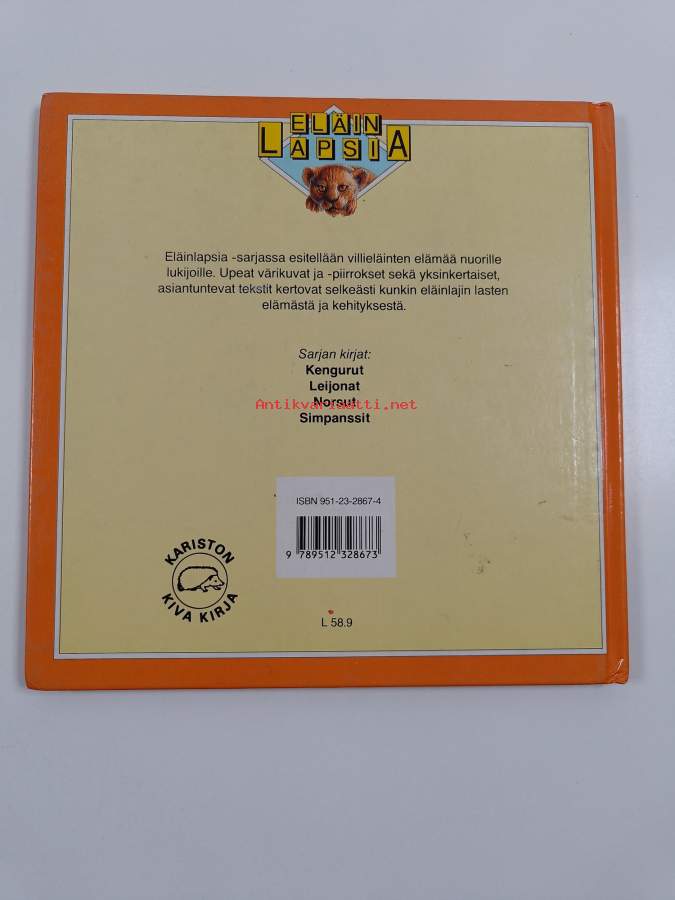 ELÄIN
LAPSIA
Eläinlapsia -sarjassa esitellään villieläinten elämää nuorille
lukijoille. Upeat värikuvat ja -piirrokset sekä yksinkertaiset,
asiantuntevat tekstit kertovat selkeästi kunkin eläinlajin lasten
elämästä ja kehityksestä.
Sarjan kirjat:
Kengurut
Leijonat
Norsut
Antikvariaatti.net
Simpanssit
ISBN 951-23-2867-4
9 789512 328673
KARISTON
KIVA KIRJA
L 58.9